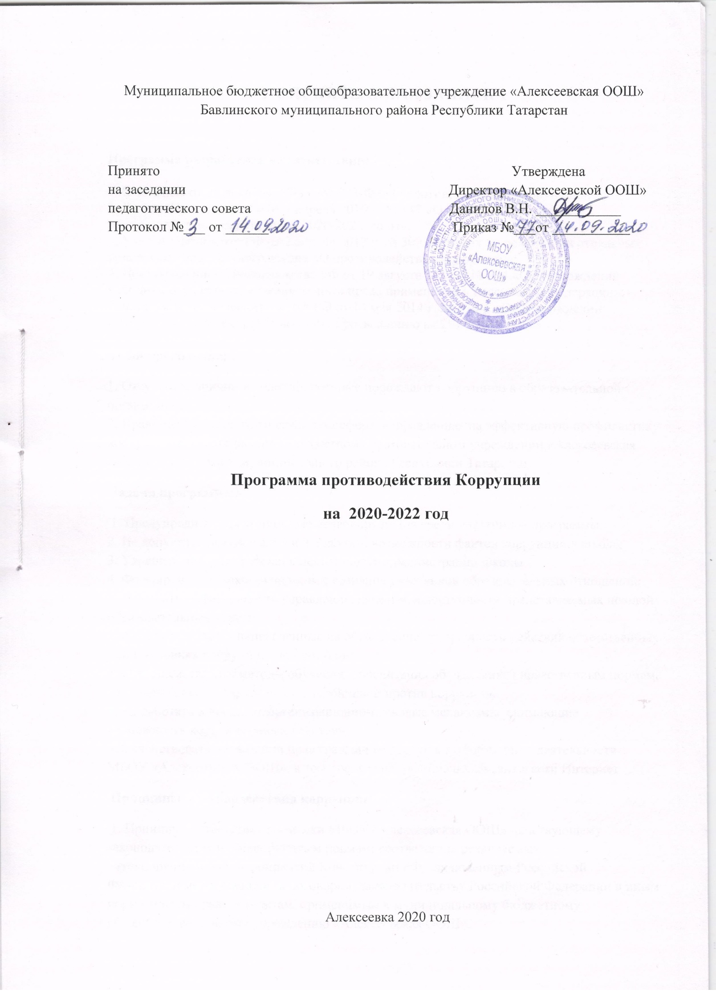 Муниципальное бюджетное общеобразовательное учреждение «Алексеевская ООШ»
Бавлинского муниципального района Республики Татарстан
Принято
на заседании
педагогического совета
Протокол № 3 от 14.09.2020
Утверждена
Директор «Алексеевской ООШ»
Данилов В.Н.
Приказ № 77 от 14.09.2020
МБОУ
«Алексеевская
ООШ»
Программа противодействия Коррупции
на 2020-2022 год
Алексеевка 2020 год